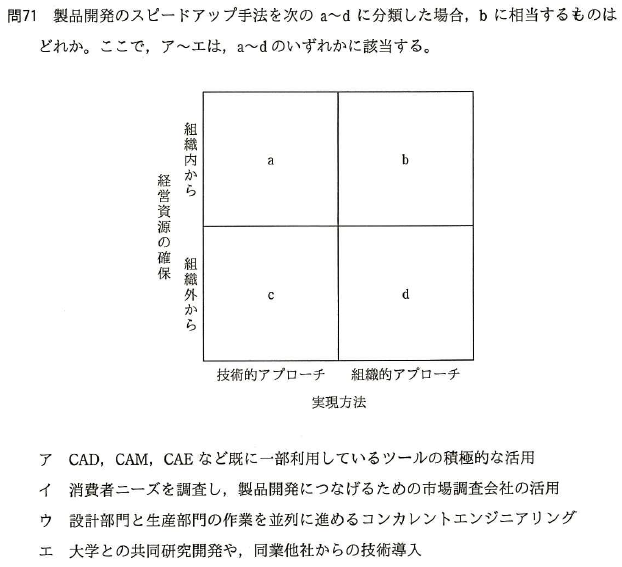 問71 製品開発のスピードアップ手法を次の a～d に分類した場合，b に相当するものは
どれか。ここで，ア～エは，a～d のいずれかに該当する。
経営資源の確保
組織内から
a
b
組織外から
c
d
技術的アプローチ 組織的アプローチ
実現方法
ア CAD，CAM，CAE など既に一部利用しているツールの積極的な活用
イ 消費者ニーズを調査し，製品開発につなげるための市場調査会社の活用
ウ 設計部門と生産部門の作業を並列に進めるコンカレントエンジニアリング
エ 大学との共同研究開発や，同業他社からの技術導入